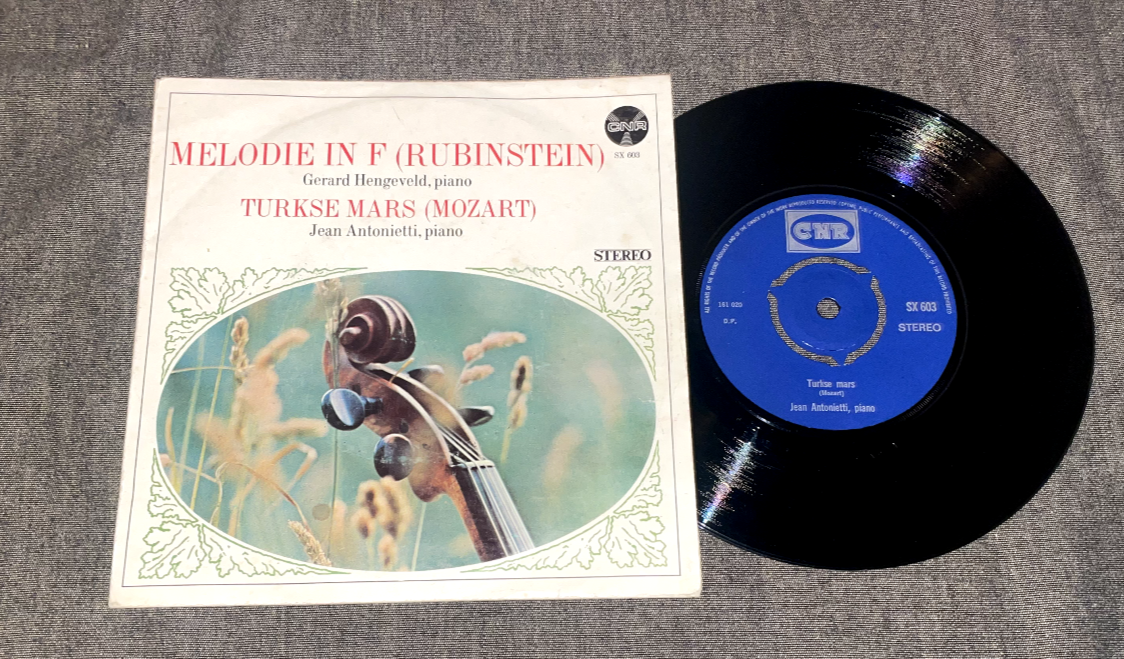 CNR
SX 603
MELODIE IN F (RUBINSTEIN)
Gerard Hengeveld, piano
TURKSE MARS (MOZART)
Jean Antonietti, piano
STEREO
CNR
161 025
O.P.
SX 603
STEREO
Turkse mars
(Mozart)
Jean Antonietti, piano